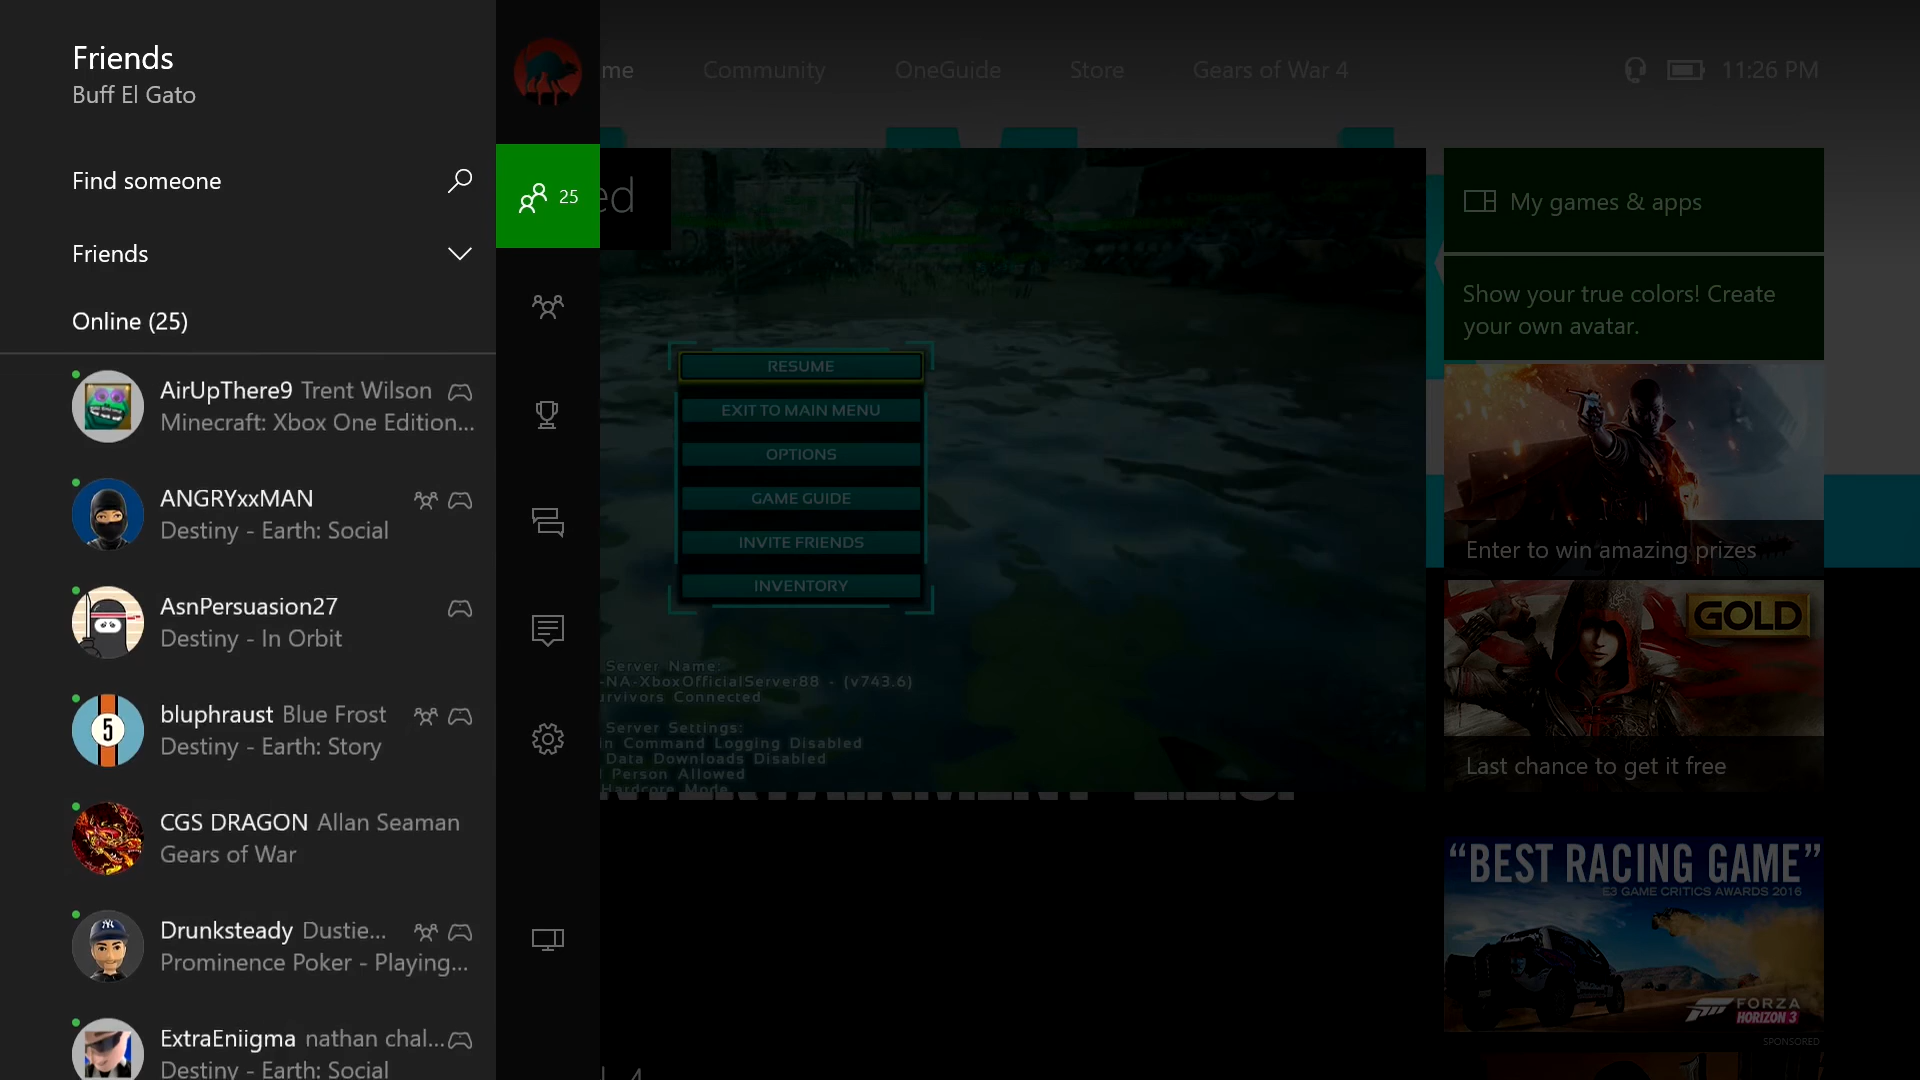 Friends
Buff El Gato
Find someone
Friends
Online (25)
AirUpThere9 Trent Wilson
Minecraft: Xbox One Edition...
ANGRYxxMAN
Destiny - Earth: Social
AsnPersuasion27
Destiny - In Orbit
bluphraust Blue Frost
Destiny - Earth: Story
5
CGS DRAGON Allan Seaman
Gears of War
Drunksteady Dustie...
Prominence Poker - Playing...
ExtraEniigma nathan chal...
Destiny - Earth: Social
25
me Community OneGuide Store Gears of War 4
11:26 PM
ed
RESUME
EXIT TO MAIN MENU
OPTIONS
GAME GUIDE
INVITE FRIENDS
INVENTORY
Server Name:
-NA-XboxOfficialServer88 - (v743.6)
urvivors Connected
Server Settings:
in Command Logging Disabled
Data Downloads Disabled
Person Allowed
Hardcore Mode
My games & apps
Show your true colors! Create
your own avatar.
Enter to win amazing prizes
GOLD
Last chance to get it free
“BEST RACING GAME”
E3 GAME CRITICS AWARDS 2016
FORZA
HORIZON 3
SPONSORED